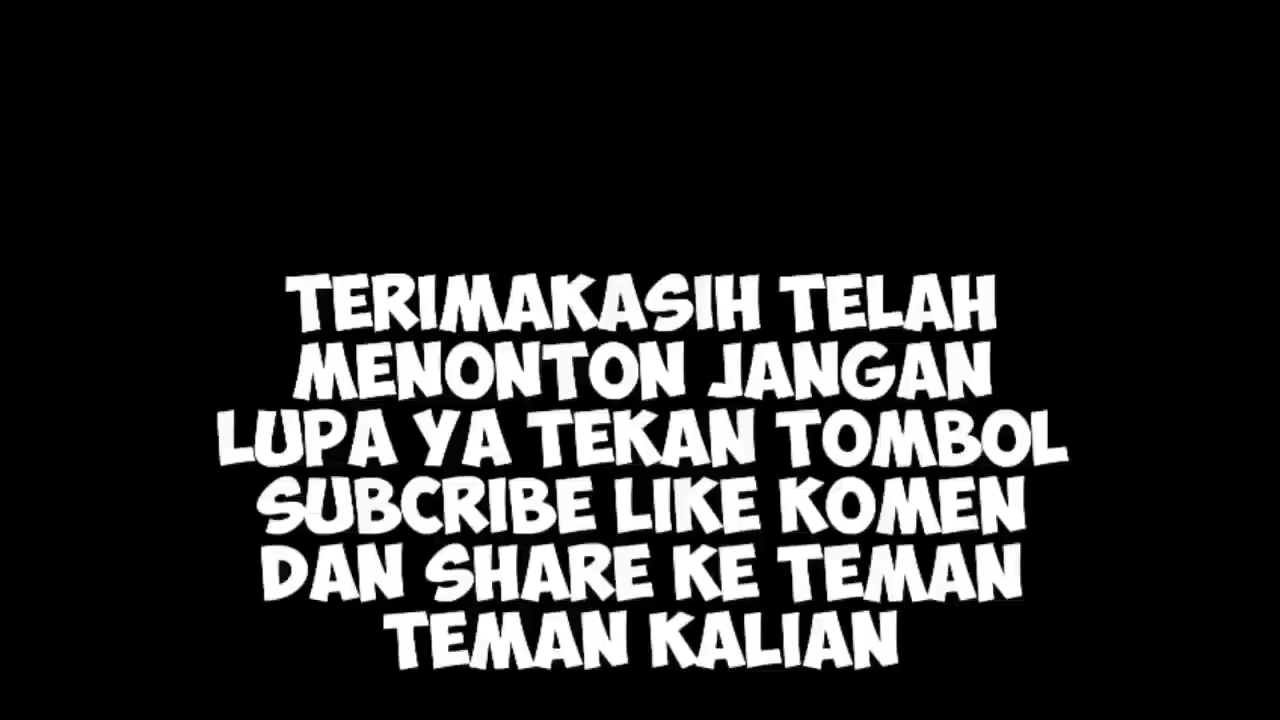 TERIMAKASIH TELAH
MENONTON JANGAN
LUPA YA TEKAN TOMBOL
SUBCRIBE LIKE KOMEN
DAN SHARE KE TEMAN
TEMAN KALIAN